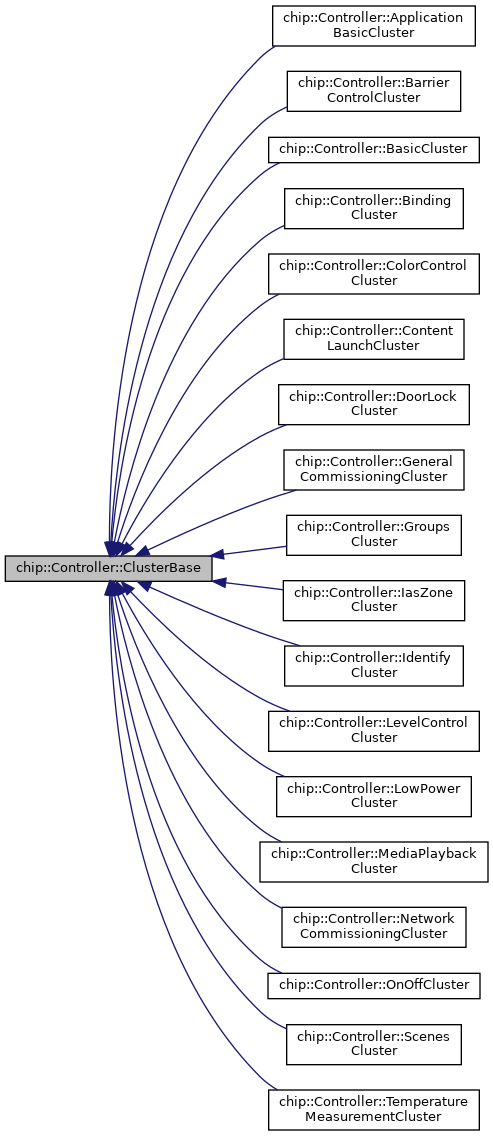 chip::Controller::Application
BasicCluster
chip::Controller::Barrier
ControlCluster
chip::Controller::BasicCluster
chip::Controller::Binding
Cluster
chip::Controller::ColorControl
Cluster
chip::Controller::Content
LaunchCluster
chip::Controller::DoorLock
Cluster
chip::Controller::General
CommissioningCluster
chip::Controller::Groups
Cluster
chip::Controller::ClusterBase
chip::Controller::IasZone
Cluster
chip::Controller::Identify
Cluster
chip::Controller::LevelControl
Cluster
chip::Controller::LowPower
Cluster
chip::Controller::MediaPlayback
Cluster
chip::Controller::Network
CommissioningCluster
chip::Controller::OnOffCluster
chip::Controller::Scenes
Cluster
chip::Controller::Temperature
MeasurementCluster